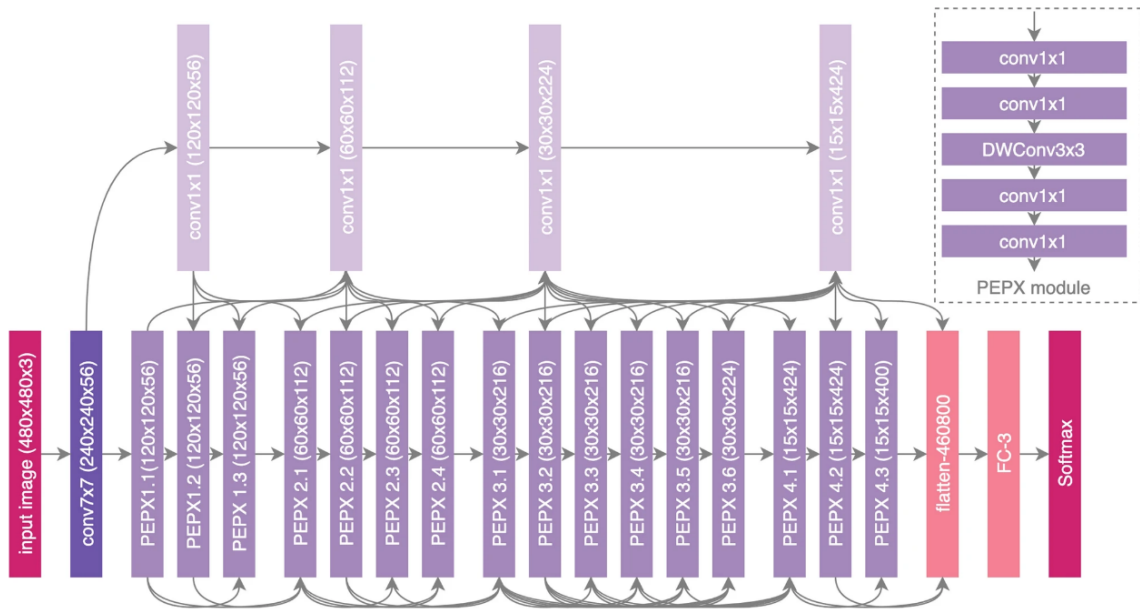 conv1x1 (120x120x56)
conv1x1 (60x60x112)
conv1x1 (30x30x224)
conv1x1 (15x15x424)
conv1x1
conv1x1
DWConv3x3
conv1x1
conv1x1
PEPX module
input image (480x480x3)
conv7x7 (240x240x56)
PEPX1.1(120x120x56)
PEPX1.2 (120x120x56)
PEPX 1.3 (120x120x56)
PEPX 2.1 (60x60x112)
PEPX 2.2 (60x60x112)
PEPX 2.3 (60x60x112)
PEPX 2.4 (60x60x112)
PEPX 3.1 (30x30x216)
PEPX 3.2 (30x30x216)
PEPX 3.3 (30x30x216)
PEPX 3.4 (30x30x216)
PEPX 3.5 (30x30x216)
PEPX 3.6 (30x30x224)
PEPX 4.1 (15x15x424)
PEPX 4.2 (15x15x424)
PEPX 4.3 (15x15x400)
flatten-460800
FC-3
Softmax